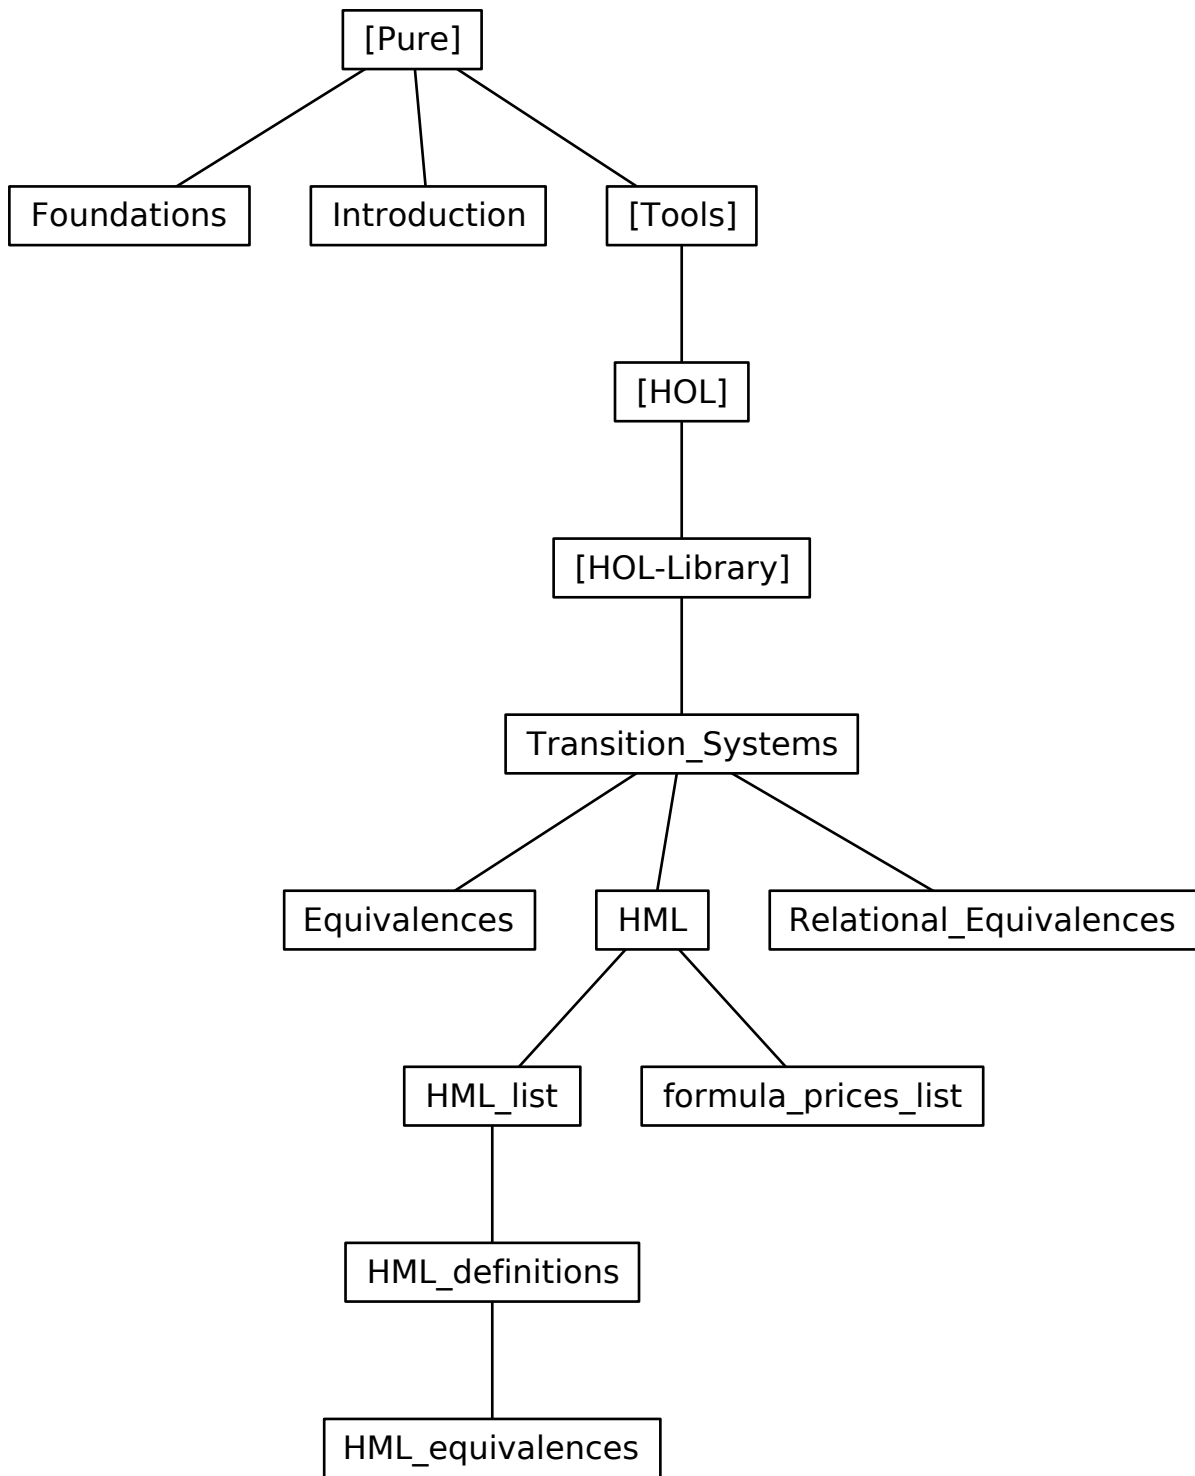 [Pure]
Foundations
Introduction
[Tools]
[HOL]
[HOL-Library]
Transition_Systems
Equivalences
HML
Relational_Equivalences
HML_list
formula_prices_list
HML_definitions
HML_equivalences